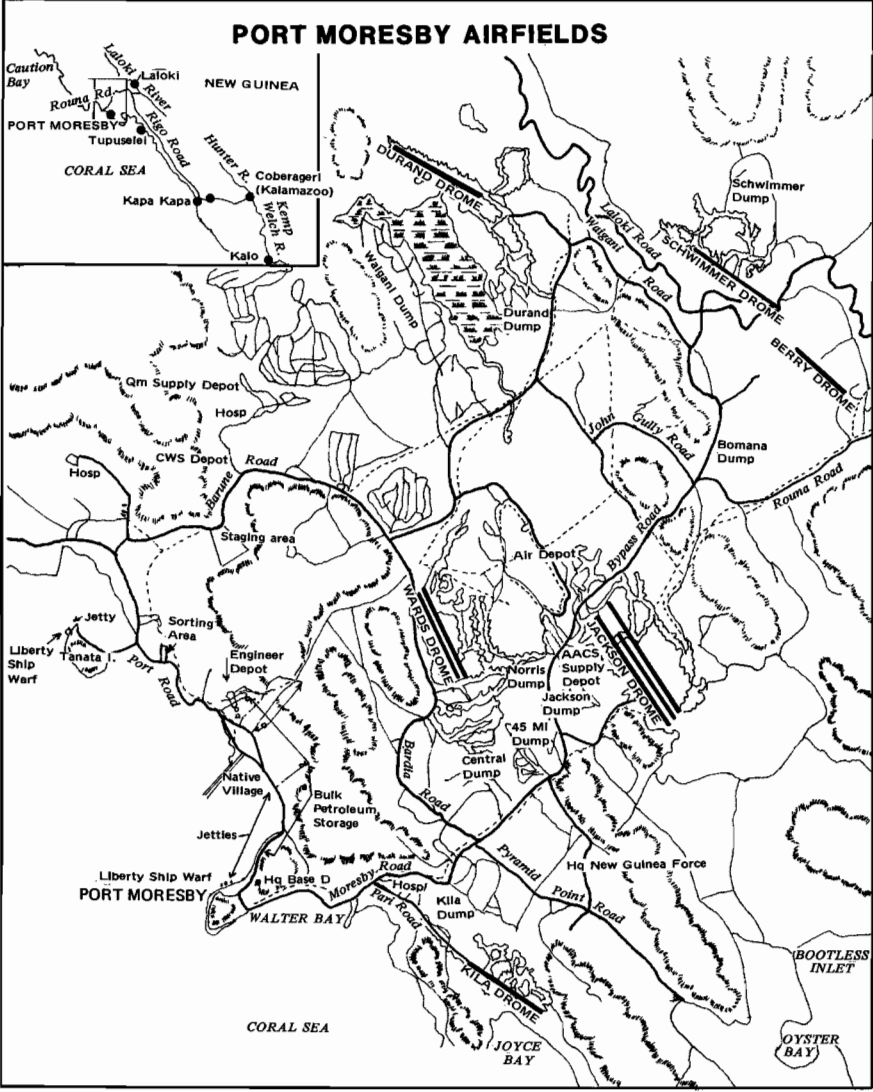 PORT MORESBY AIRFIELDS
Caution
Bay
Laloki
River
Laloki
NEW GUINEA
Rouna Rd
PORT MORESBY
Tupuselei
Rigo Road
CORAL SEA
Hunter R.
Coberageri
(Kalamazoo)
Kapa Kapa
Kemp
Welch R.
Kalo
DURAND DROME
Schwimmer
Dump
Laloki Road
Waigani
Road
SCHWIMMER DROME
Waigani Dump
Durand
Dump
BERRY DROME
Qm Supply Depot
Hosp
John
Gully Road
Bomana
Dump
CWS Depot
Barune
Road
Hosp
Rouna Road
Staging area
Air Depot
Bypass Road
WARDS DROME
JACKSON DROME
Jetty
Sorting
Area
Liberty
Ship
Warf
Tanata I.
Port
Road
Engineer
Depot
Norris
Dump
AACS
Supply
Depot
Jackson
Dump
45 MI
Dump
Central
Dump
Bardia
Road
Native
Village
Bulk
Petroleum
Storage
Jetties
Pyramid
Point
Road
Hq New Guinea Force
Liberty Ship Warf
PORT MORESBY
Hq Base D
Moresby Road
Hosp
WALTER BAY
Pari Road
Kila
Dump
KILA DROME
BOOTLESS
INLET
CORAL SEA
JOYCE
BAY
OYSTER
BAY